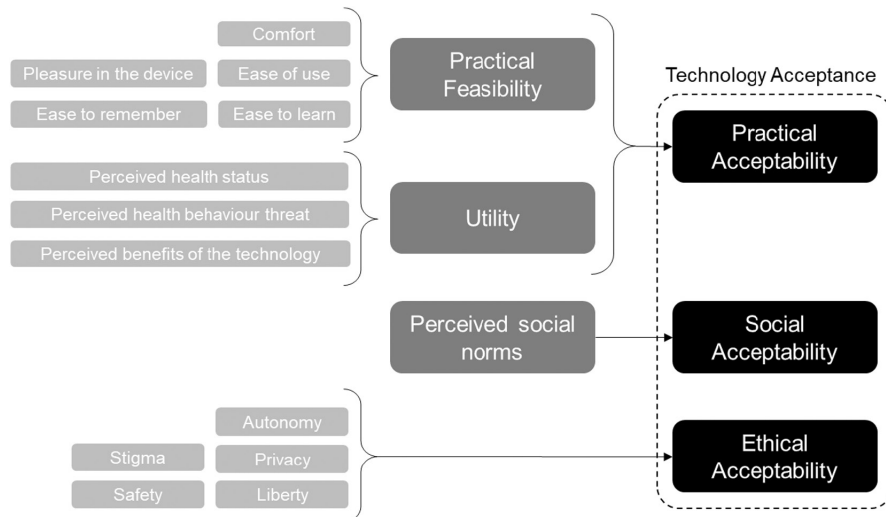 Comfort
Pleasure in the device
Ease of use
Ease to remember
Ease to learn
Practical
Feasibility
Technology Acceptance
Practical
Acceptability
Perceived health status
Perceived health behaviour threat
Perceived benefits of the technology
Utility
Perceived social
norms
Social
Acceptability
Autonomy
Stigma
Privacy
Safety
Liberty
Ethical
Acceptability